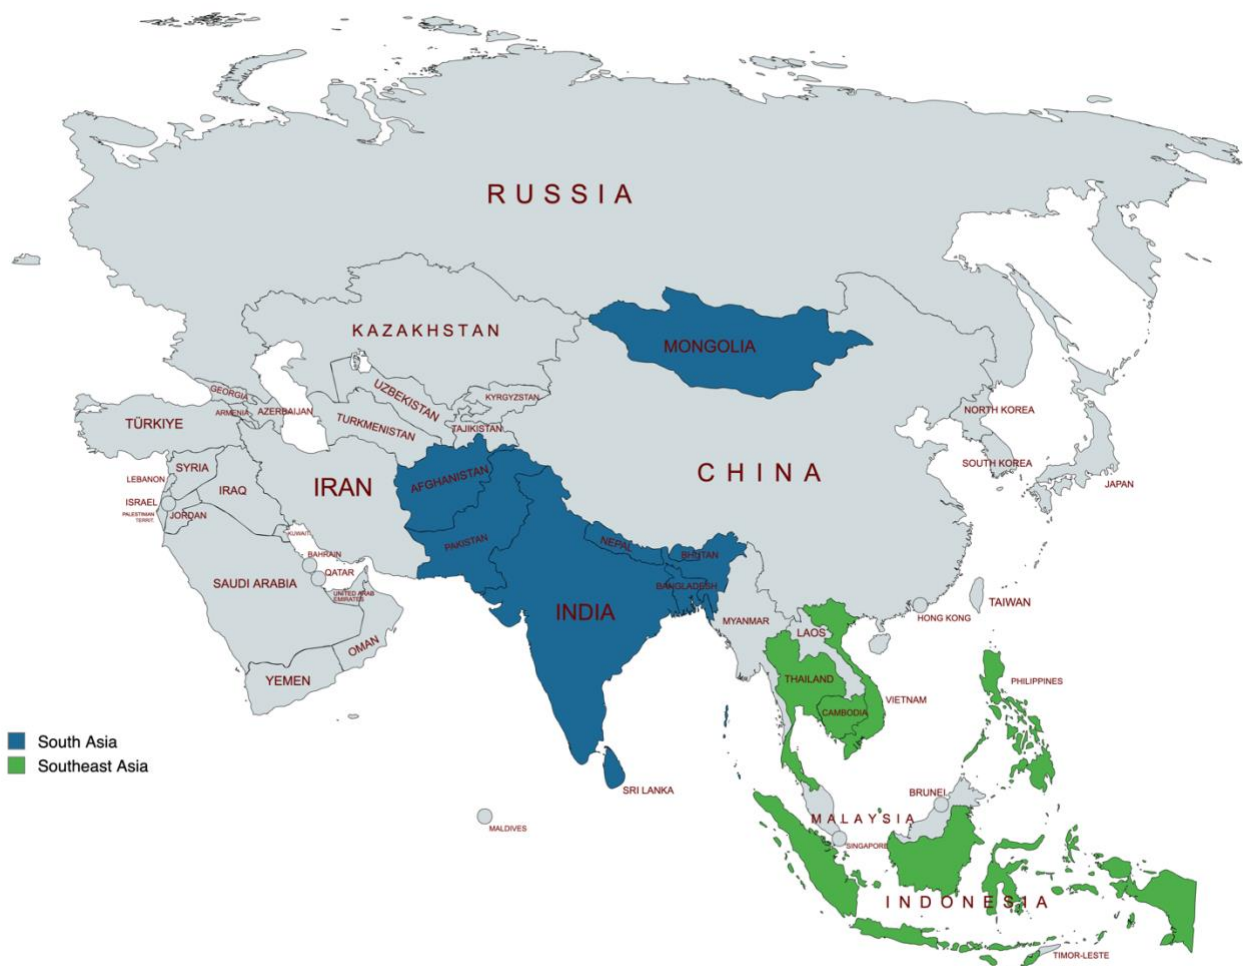 RUSSIA
KAZAKHSTAN
MONGOLIA
UZBEKISTAN
KYRGYZSTAN
GEORGIA
ARMENIA
AZERBAIJAN
TÜRKIYE
TURKMENISTAN
TAJIKISTAN
NORTH KOREA
SOUTH KOREA
JAPAN
CHINA
SYRIA
LEBANON
IRAQ
IRAN
AFGHANISTAN
ISRAEL
PALESTINIAN
TERRIT.
JORDAN
KUWAIT
PAKISTAN
NEPAL
BHUTAN
BAHRAIN
QATAR
SAUDI ARABIA
UNITED ARAB
EMIRATES
BANGLADESH
INDIA
MYANMAR
LAOS
HONG KONG
TAIWAN
OMAN
YEMEN
THAILAND
VIETNAM
CAMBODIA
PHILIPPINES
South Asia
Southeast Asia
SRI LANKA
MALDIVES
BRUNEI
MALAYSIA
SINGAPORE
INDONESIA
TIMOR-LESTE